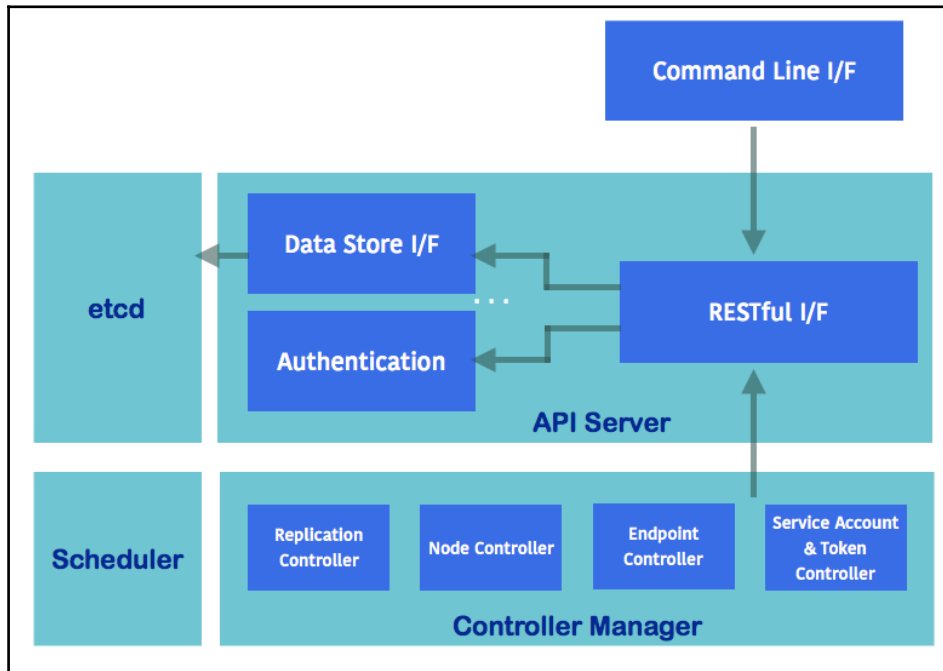 Command Line I/F
Data Store I/F
etcd
...
RESTful I/F
Authentication
API Server
Replication
Controller
Node Controller
Endpoint
Controller
Service Account
& Token
Controller
Scheduler
Controller Manager